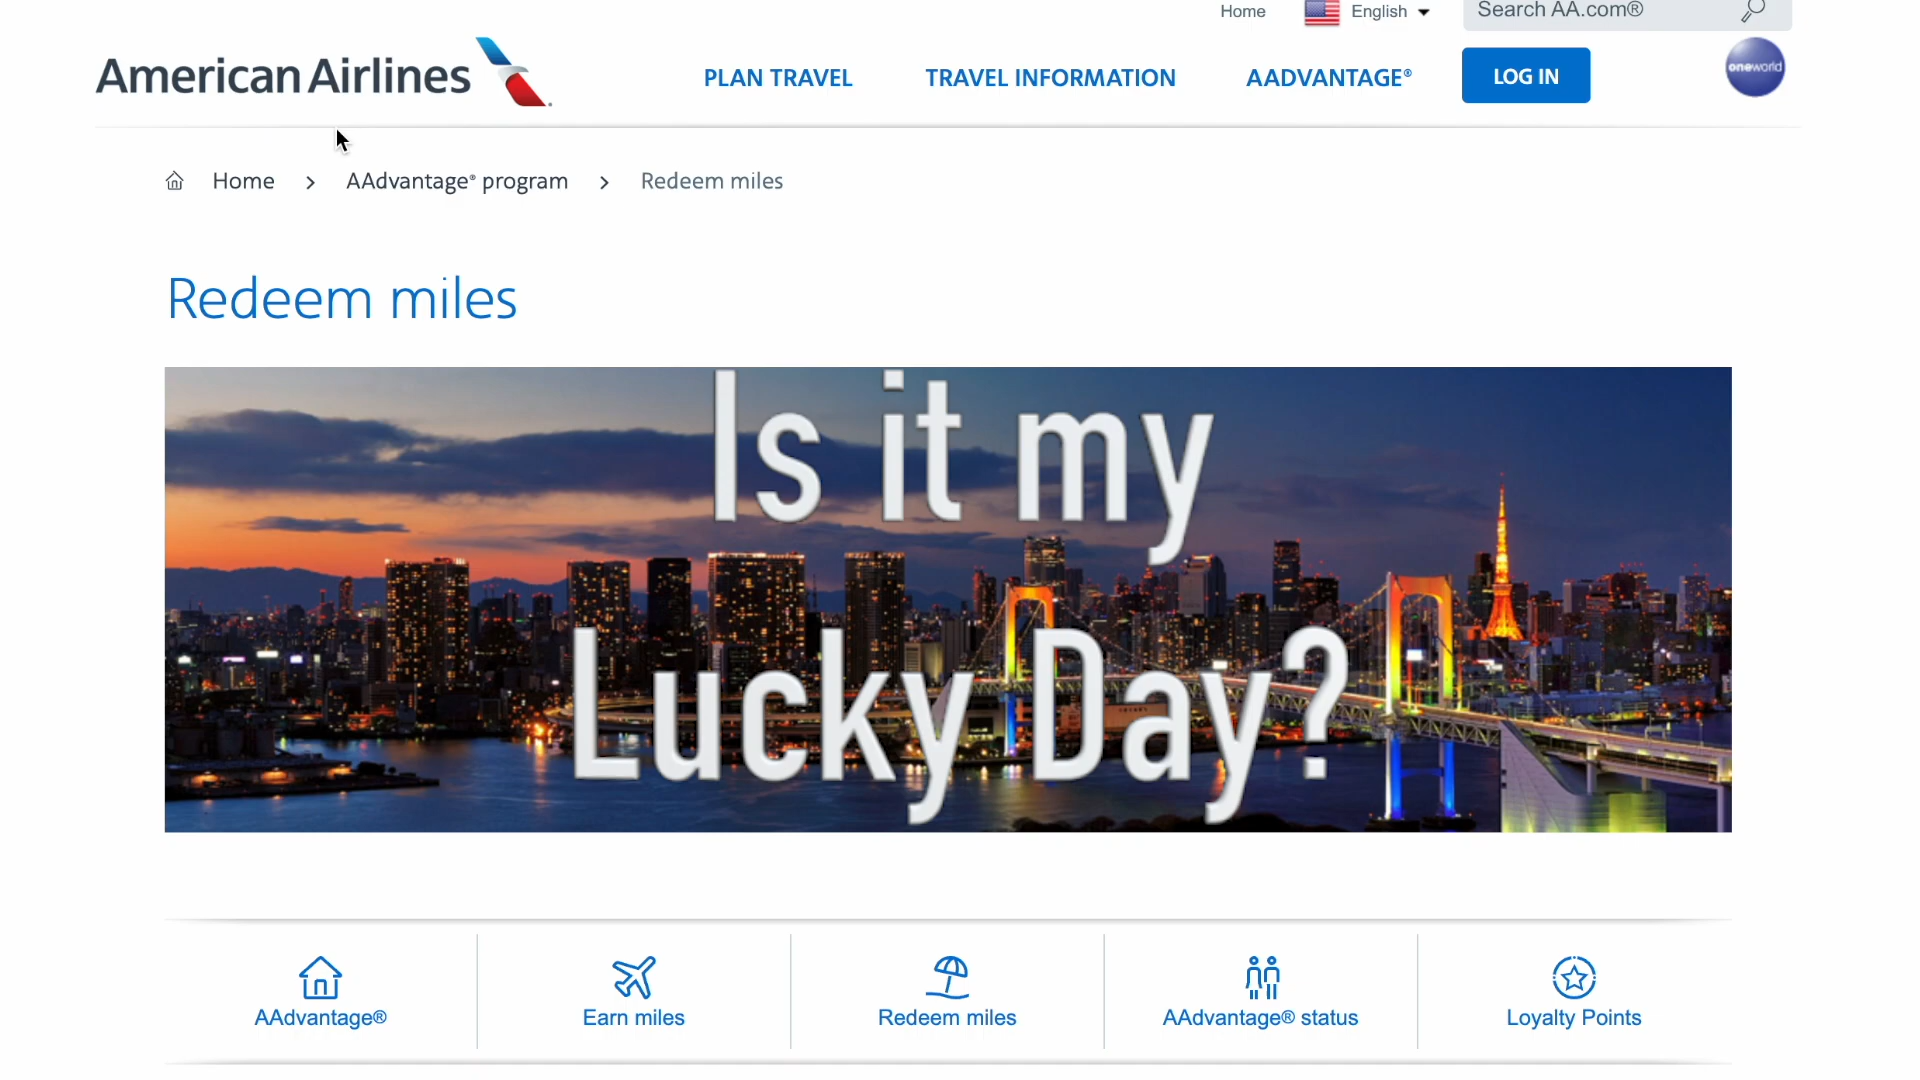 Home
English
Search AA.com®
American Airlines
PLAN TRAVEL
TRAVEL INFORMATION
AADVANTAGE®
LOG IN
oneworld
Home > AAdvantage® program > Redeem miles
Redeem miles
Is it my
Lucky Day?
AAdvantage®
Earn miles
Redeem miles
AAdvantage® status
Loyalty Points